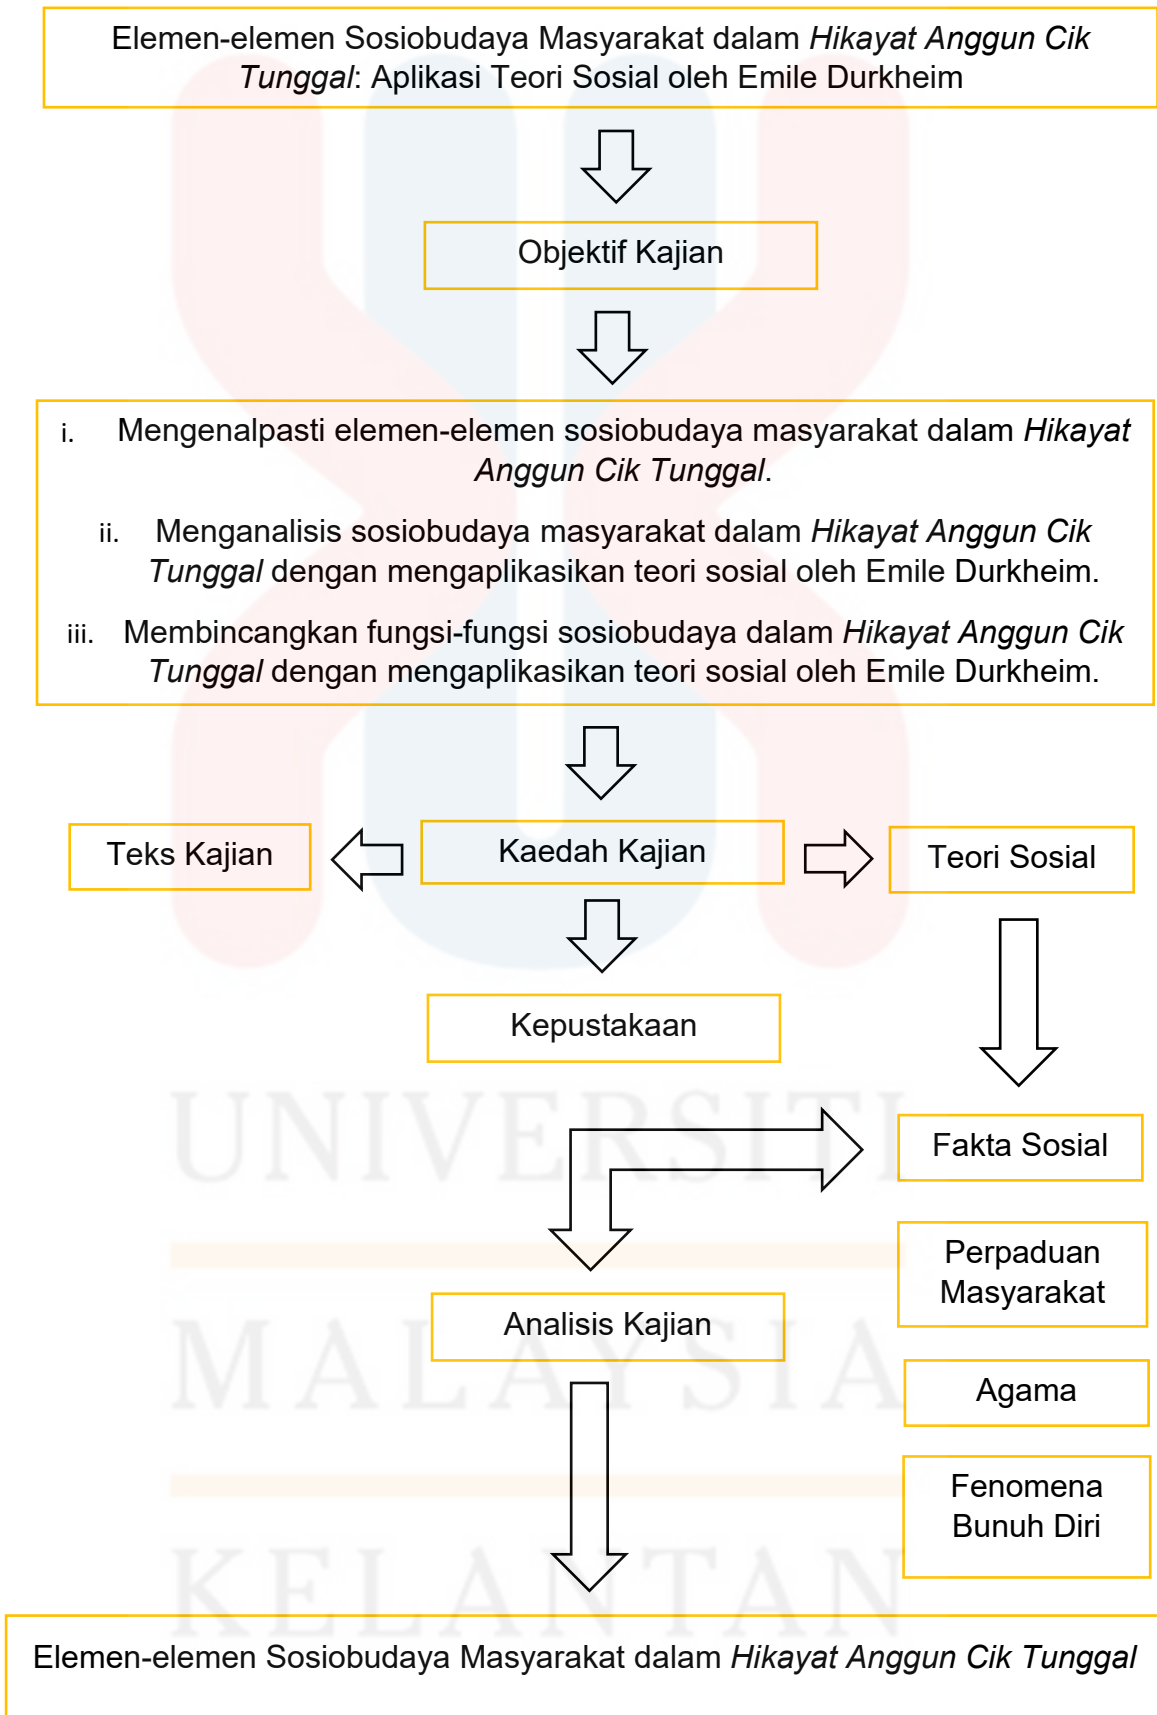 Elemen-elemen Sosiobudaya Masyarakat dalam Hikayat Anggun Cik
Tunggal: Aplikasi Teori Sosial oleh Emile Durkheim
Objektif Kajian
i. Mengenalpasti elemen-elemen sosiobudaya masyarakat dalam Hikayat
Anggun Cik Tunggal.
ii. Menganalisis sosiobudaya masyarakat dalam Hikayat Anggun Cik
Tunggal dengan mengaplikasikan teori sosial oleh Emile Durkheim.
iii. Membincangkan fungsi-fungsi sosiobudaya dalam Hikayat Anggun Cik
Tunggal dengan mengaplikasikan teori sosial oleh Emile Durkheim.
Teks Kajian
Kaedah Kajian
Teori Sosial
Kepustakaan
Fakta Sosial
Perpaduan
Masyarakat
Analisis Kajian
Agama
Fenomena
Bunuh Diri
Elemen-elemen Sosiobudaya Masyarakat dalam Hikayat Anggun Cik Tunggal
UNIVERSITI
MALAYSIA
KELANTAN